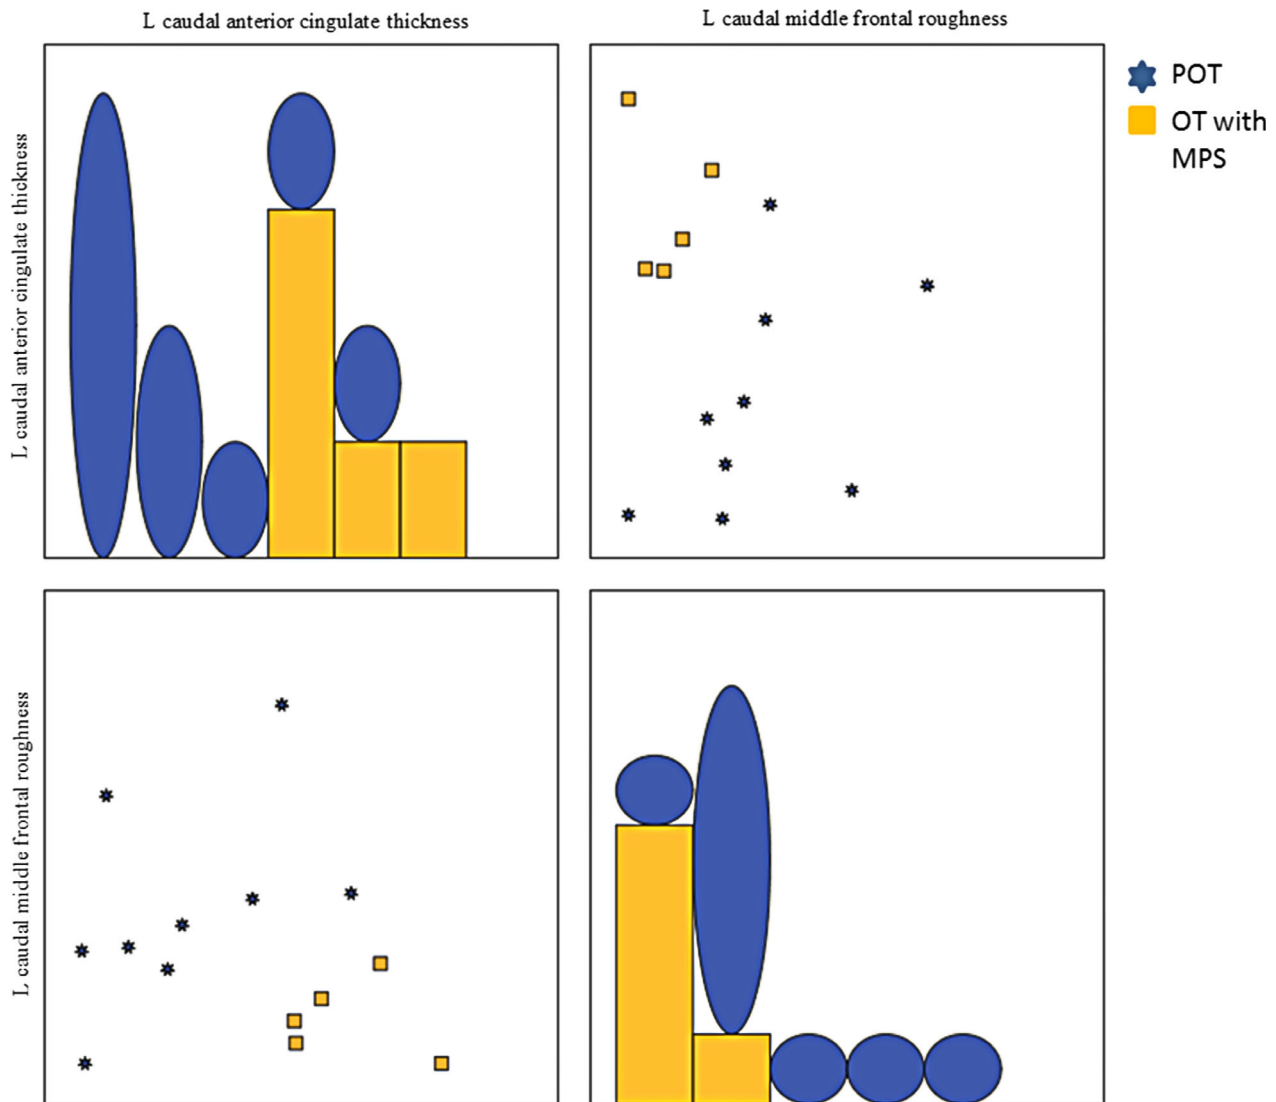 L caudal anterior cingulate thickness
L caudal middle frontal roughness
L caudal anterior cingulate thickness
POT
OT with
MPS
L caudal middle frontal roughness